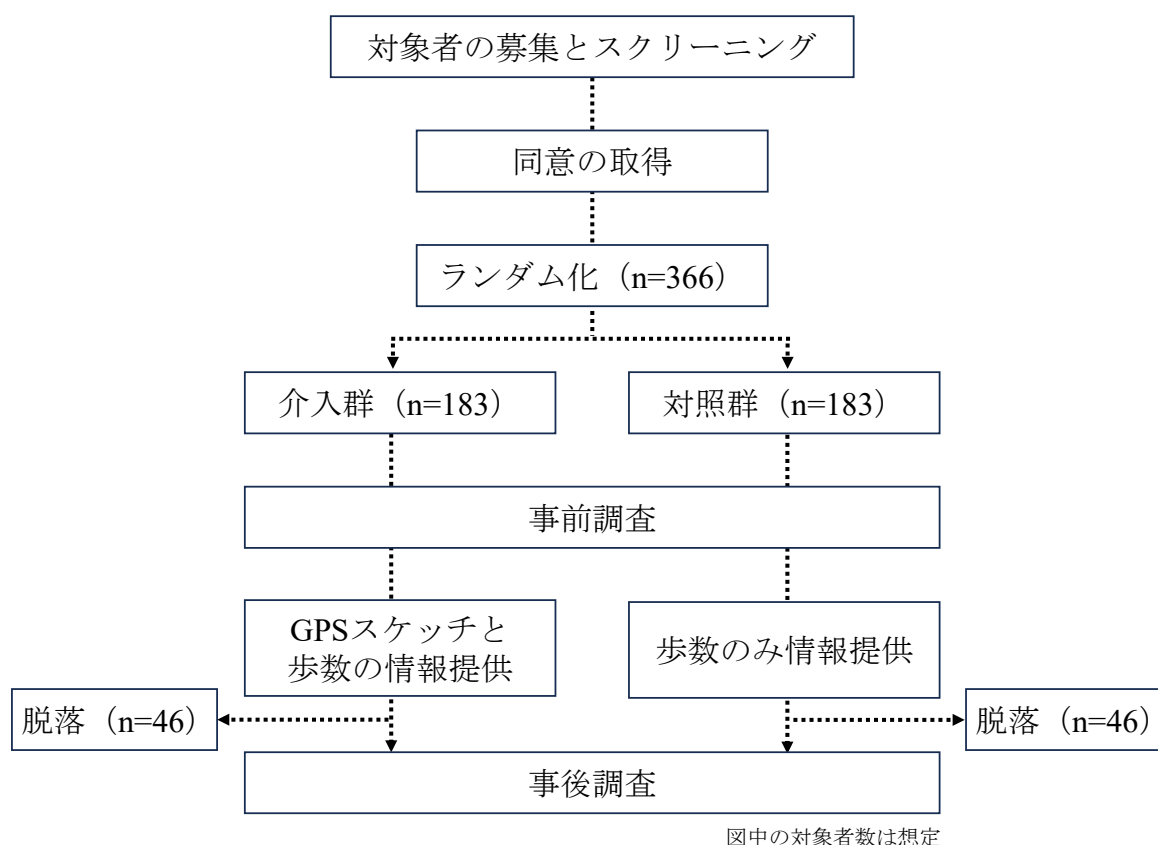 対象者の募集とスクリーニング
同意の取得
ランダム化（n=366）
介入群（n=183）
対照群（n=183）
事前調査
GPSスケッチと
歩数の情報提供
歩数のみ情報提供
脱落（n=46）
脱落（n=46）
事後調査
図中の対象者数は想定